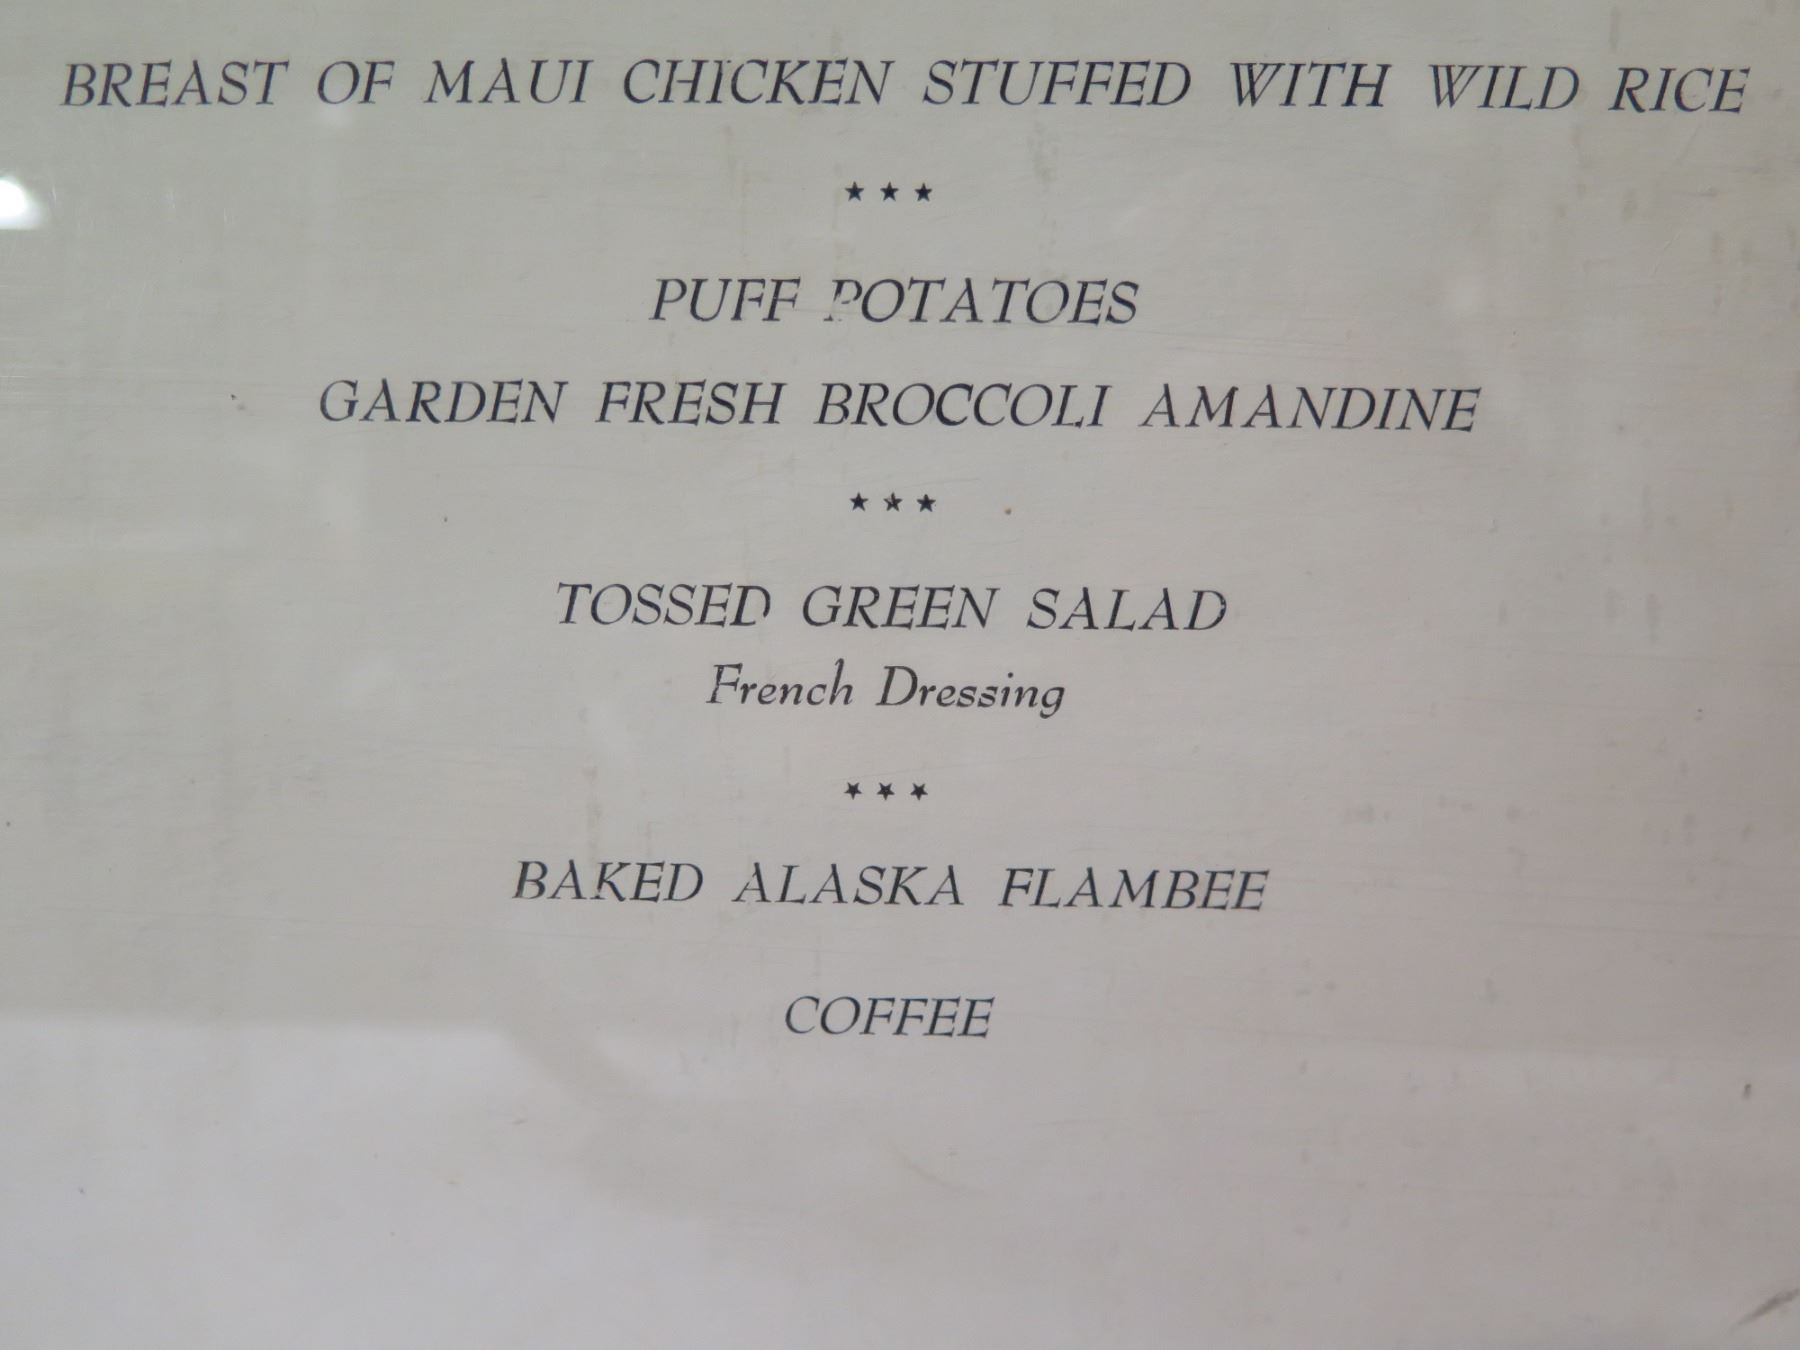 BREAST OF MAUI CHICKEN STUFFED WITH WILD RICE
★ ★ ★
PUFF POTATOES
GARDEN FRESH BROCCOLI AMANDINE
★ ★ ★
TOSSED GREEN SALAD
French Dressing
★ ★ ★
BAKED ALASKA FLAMBEE
COFFEE